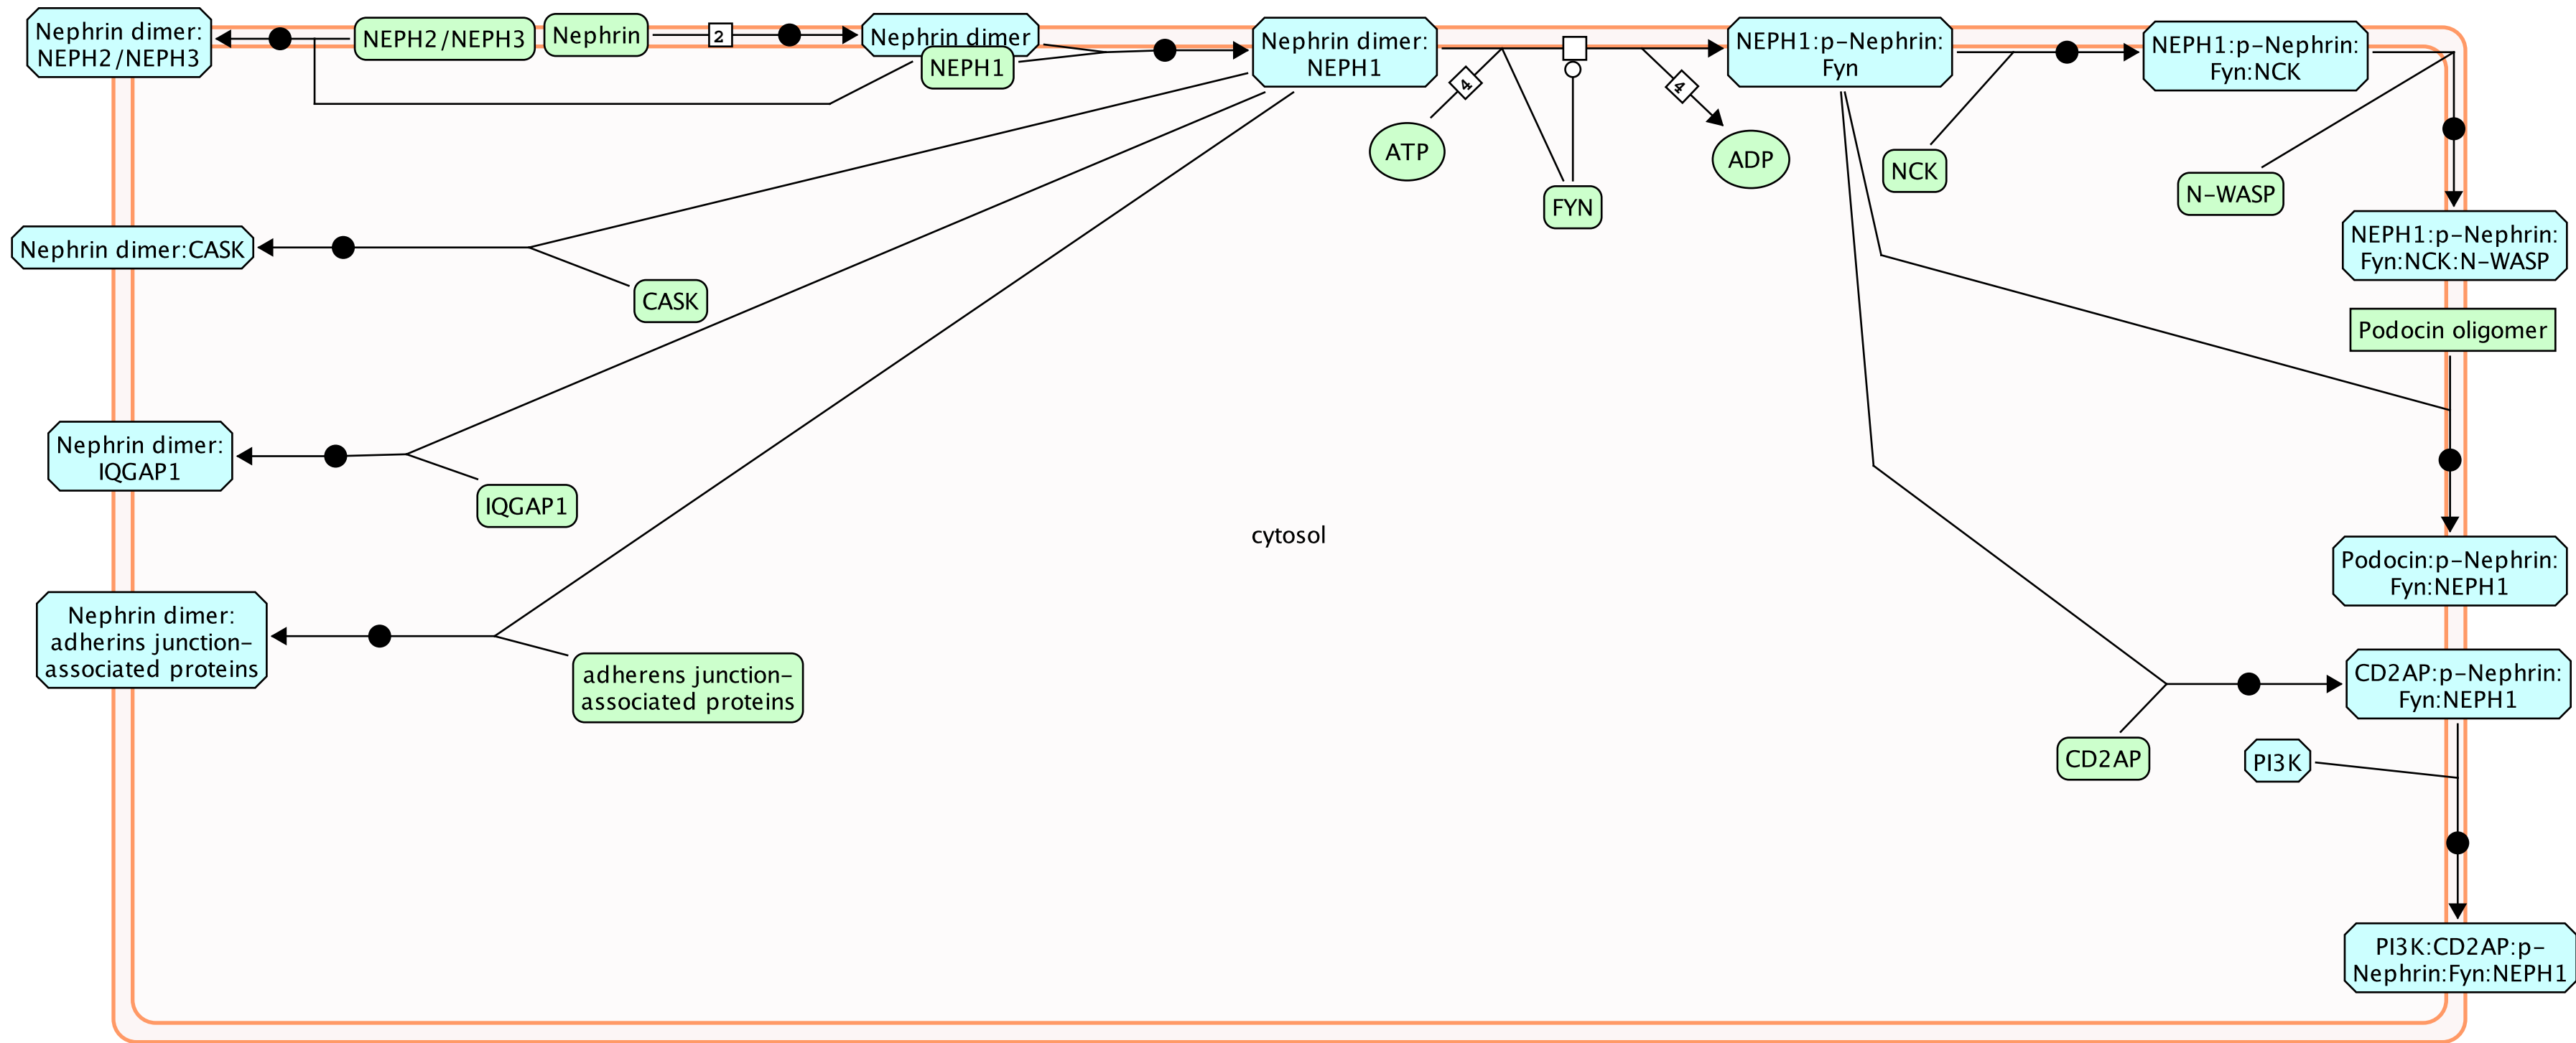 Nephrin dimer:
NEPH2/NEPH3
NEPH2/NEPH3
Nephrin
2
Nephrin dimer
NEPH1
Nephrin dimer:
NEPH1
4
ATP
FYN
4
ADP
NEPH1:p-Nephrin:
Fyn
NCK
NEPH1:p-Nephrin:
Fyn:NCK
N-WASP
NEPH1:p-Nephrin:
Fyn:NCK:N-WASP
Nephrin dimer:CASK
CASK
Podocin oligomer
Nephrin dimer:
IQGAP1
IQGAP1
cytosol
Podocin:p-Nephrin:
Fyn:NEPH1
Nephrin dimer:
adherins junction-
associated proteins
adherens junction-
associated proteins
CD2AP:p-Nephrin:
Fyn:NEPH1
CD2AP
PI3K
PI3K:CD2AP:p-
Nephrin:Fyn:NEPH1